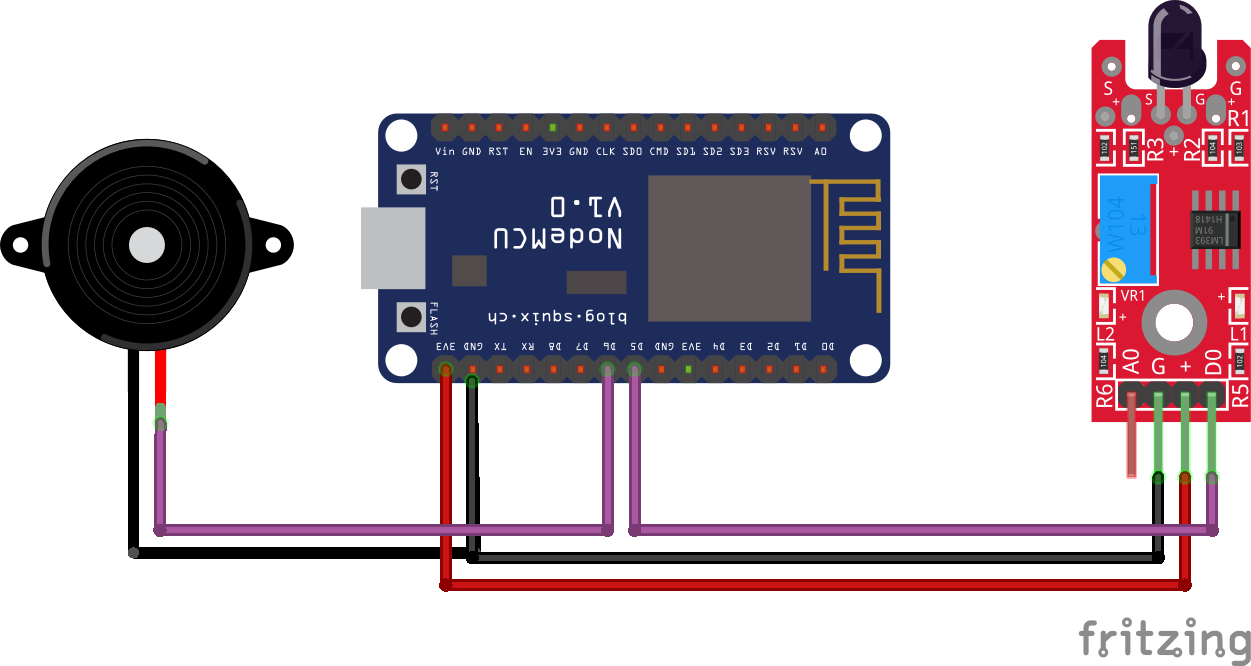 Vin GND RST EN 3V3 GND CLK SD0 CMD SD1 SD2 SD3 RSV RSV A0
RST
V1.0
NodeMCU
FLASH
blog.squix.ch
3V3 GND TX RX D8 D7 D6 D5 GND 3V3 D4 D3 D2 D1 D0
S G
S G
+ +
R1
102 151 R3 + R2 104 103
W104
13
LM393
91M
H1418
VR1 +
+
L2 L1
104 102
R6 A0 G + D0 R5
fritzing